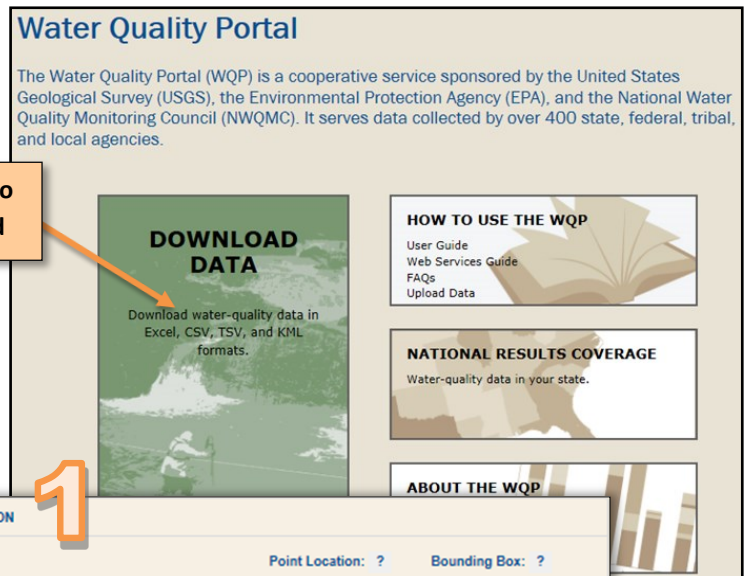 Water Quality Portal
The Water Quality Portal (WQP) is a cooperative service sponsored by the United States
Geological Survey (USGS), the Environmental Protection Agency (EPA), and the National Water
Quality Monitoring Council (NWQMC). It serves data collected by over 400 state, federal, tribal,
and local agencies.
DOWNLOAD
DATA
Download water-quality data in
Excel, CSV, TSV, and KML
formats.
HOW TO USE THE WQP
User Guide
Web Services Guide
FAQs
Upload Data
NATIONAL RESULTS COVERAGE
Water-quality data in your state.
ABOUT THE WQP
1
Point Location: ? Bounding Box: ?